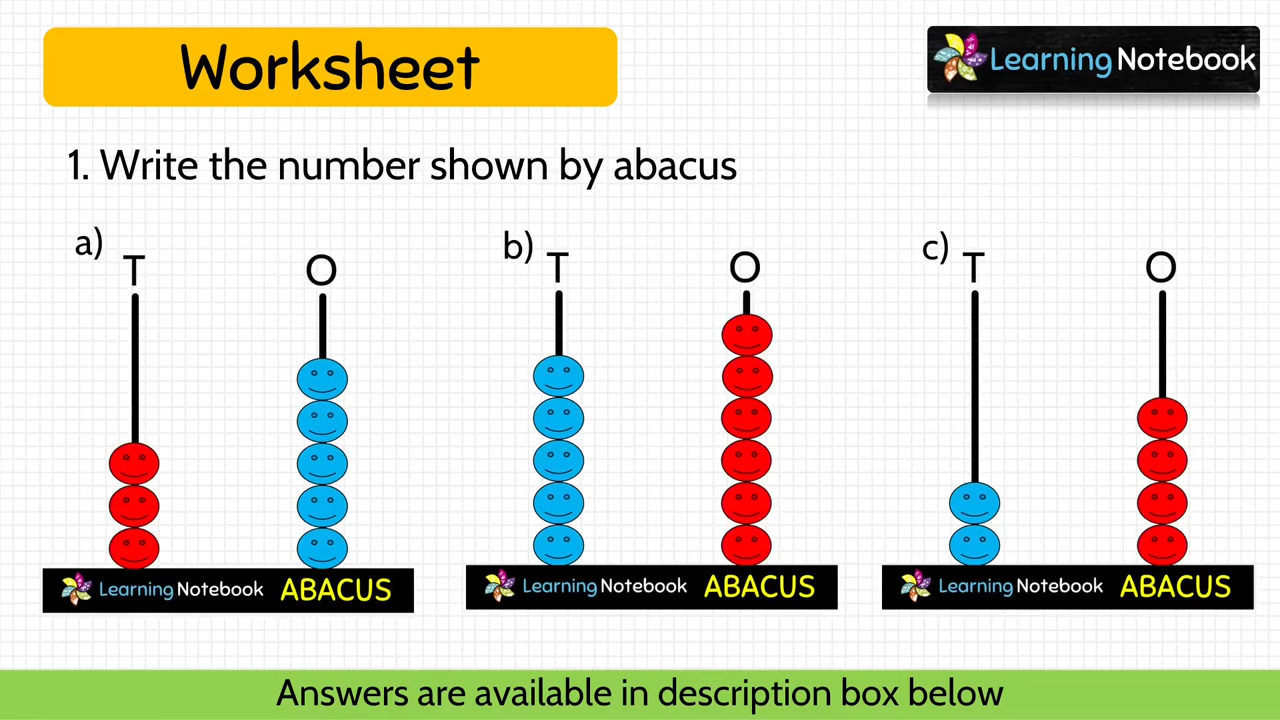 Worksheet
Learning Notebook
1. Write the number shown by abacus
a) T O
b) T O
c) T O
Learning Notebook ABACUS
Learning Notebook ABACUS
Learning Notebook ABACUS
Answers are available in description box below